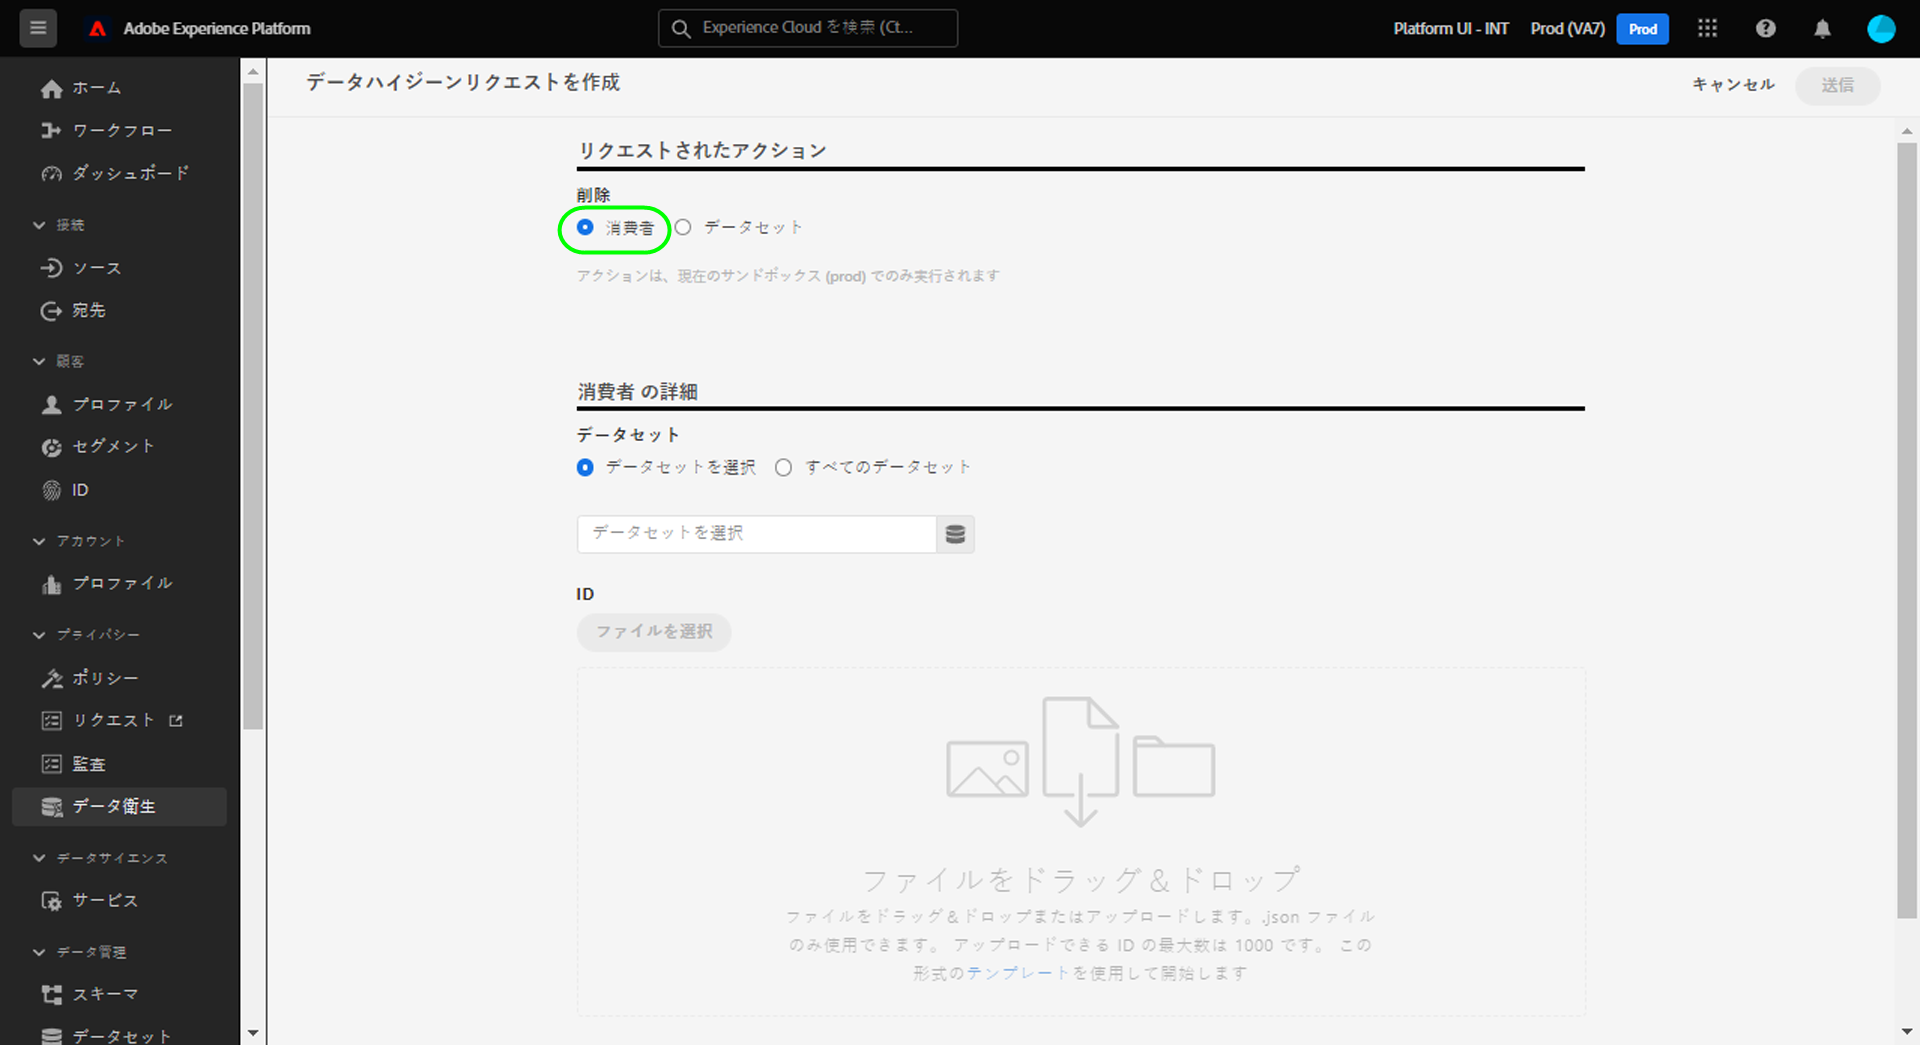 Adobe Experience Platform
Experience Cloud を検索 (Ct...
Platform UI - INT
Prod (VA7)
Prod
ホーム
ワークフロー
ダッシュボード
接続
ソース
宛先
顧客
プロファイル
セグメント
ID
アカウント
プロファイル
プライバシー
ポリシー
リクエスト
監査
データ衛生
データサイエンス
サービス
データ管理
スキーマ
データセット
データハイジーンリクエストを作成
キャンセル
送信
リクエストされたアクション
削除
消費者
データセット
アクションは、現在のサンドボックス (prod) でのみ実行されます
消費者 の詳細
データセット
データセットを選択
すべてのデータセット
データセットを選択
ID
ファイルを選択
ファイルをドラッグ＆ドロップ
ファイルをドラッグ＆ドロップまたはアップロードします。.json ファイル
のみ使用できます。 アップロードできる ID の最大数は 1000 です。 この
形式のテンプレートを使用して開始します